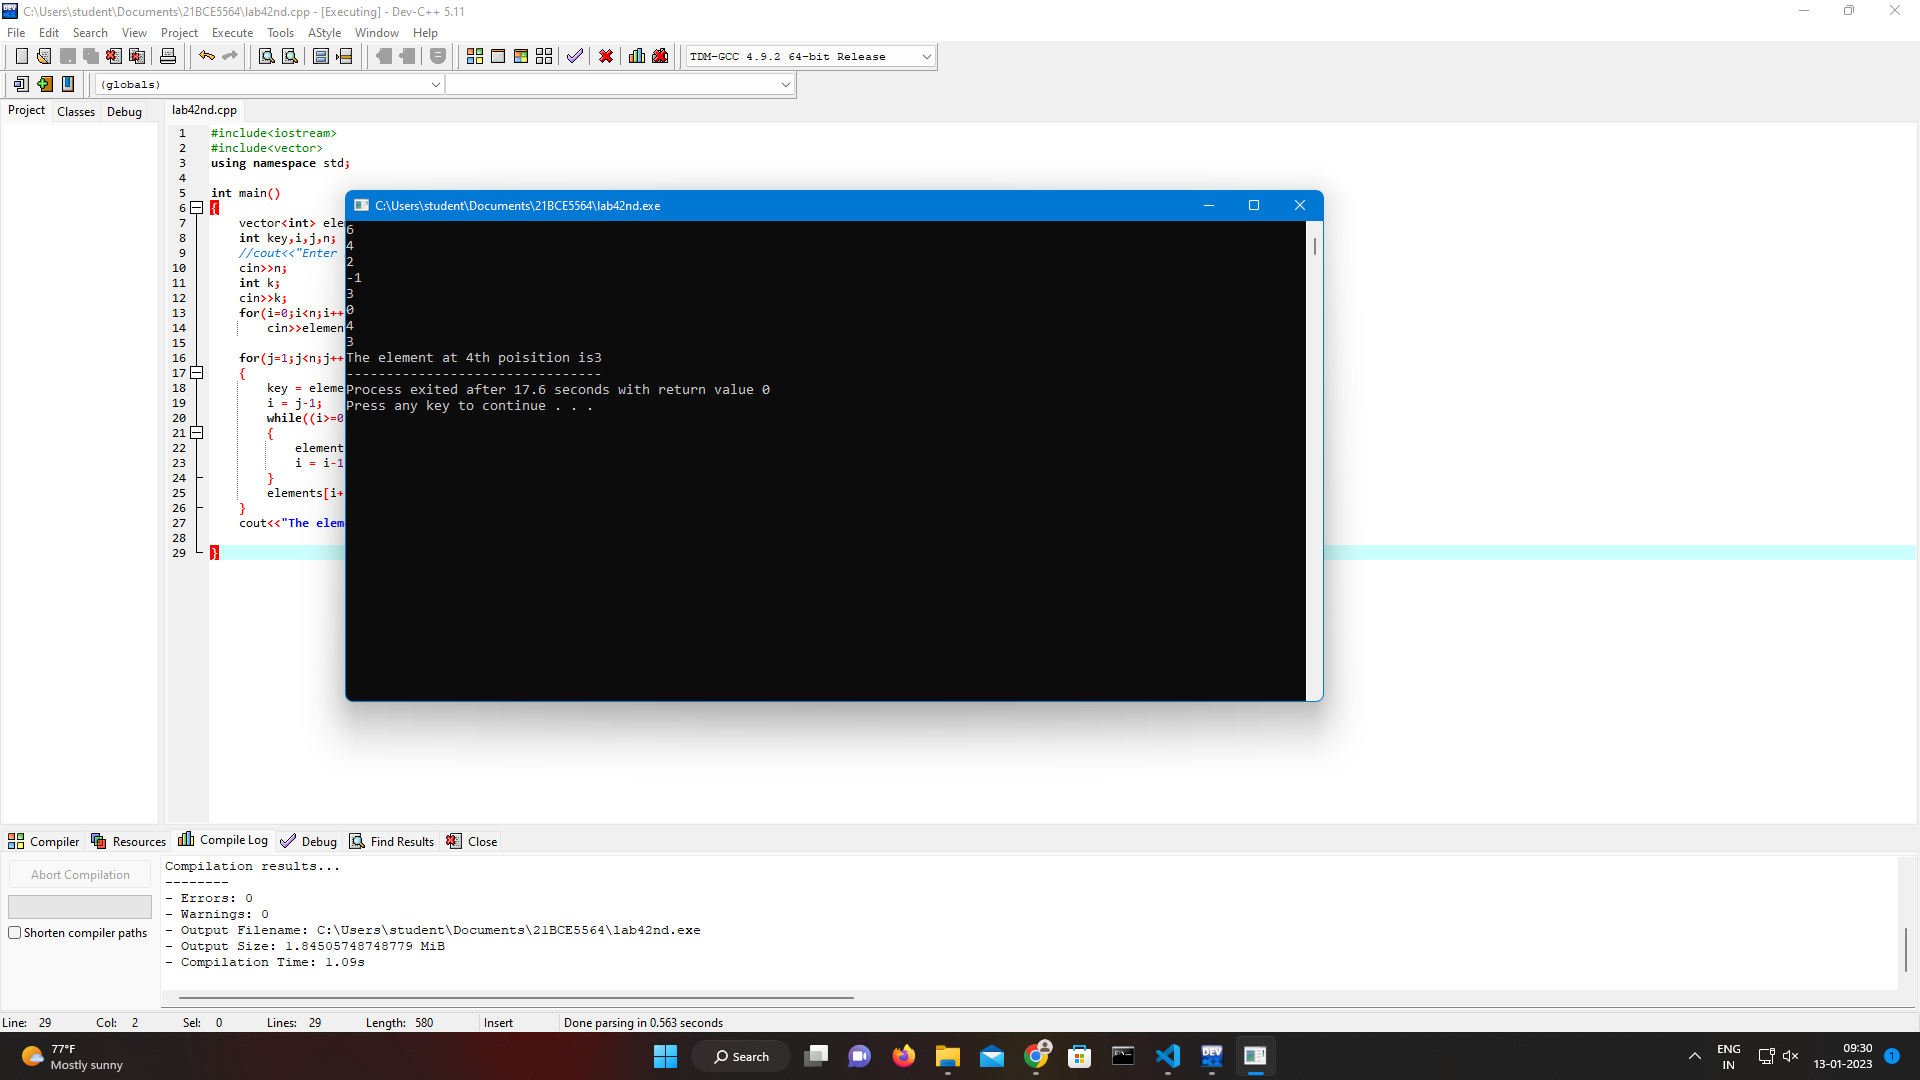 C:\Users\student\Documents\21BCE5564\lab42nd.cpp - [Executing] - Dev-C++ 5.11
File Edit Search View Project Execute Tools AStyle Window Help
TDM-GCC 4.9.2 64-bit Release
(globals)
Project Classes Debug
lab42nd.cpp
1 #include<iostream>
2 #include<vector>
3 using namespace std;
4
5 int main()
6 {
7 vector<int> ele
8 int key,i,j,n;
9 //cout<<"Enter
10 cin>>n;
11 int k;
12 cin>>k;
13 for(i=0;i<n;i++
14 cin>>elemen
15
16 for(j=1;j<n;j++
17 {
18 key = eleme
19 i = j-1;
20 while((i>=0
21 {
22 element
23 i = i-1
24 }
25 elements[i+
26 }
27 cout<<"The elem
28
29 }
C:\Users\student\Documents\21BCE5564\lab42nd.exe
6
4
2
-1
3
0
4
3
The element at 4th poisition is3
--------------------------------
Process exited after 17.6 seconds with return value 0
Press any key to continue . . .
Compiler Resources Compile Log Debug Find Results Close
Abort Compilation
Shorten compiler paths
Compilation results...
--------
- Errors: 0
- Warnings: 0
- Output Filename: C:\Users\student\Documents\21BCE5564\lab42nd.exe
- Output Size: 1.84505748748779 MiB
- Compilation Time: 1.09s
Line: 29 Col: 2 Sel: 0 Lines: 29 Length: 580 Insert Done parsing in 0.563 seconds
77°F
Mostly sunny
Search
DEV
ENG
IN
09:30
13-01-2023
1